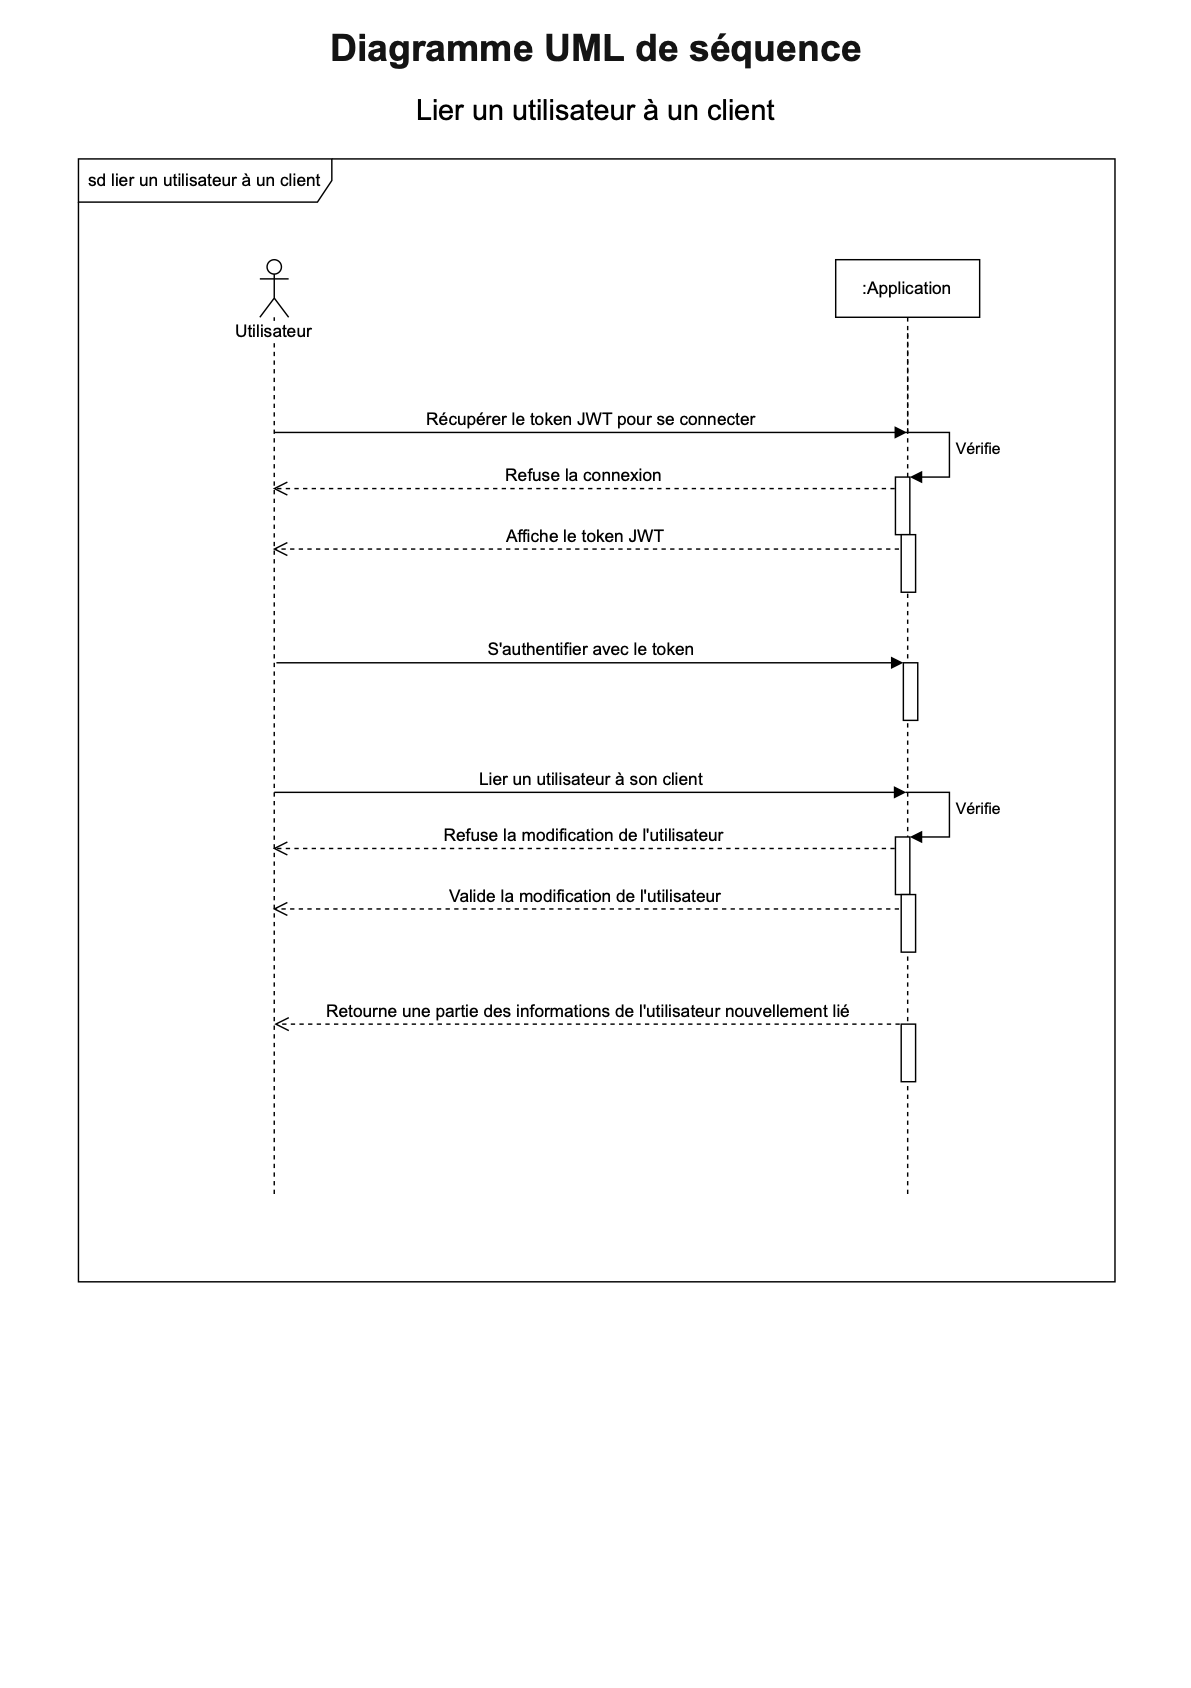 Diagramme UML de séquence
Lier un utilisateur à un client
sd lier un utilisateur à un client
:Application
Utilisateur
Récupérer le token JWT pour se connecter
Vérifie
Refuse la connexion
Affiche le token JWT
S'authentifier avec le token
Lier un utilisateur à son client
Vérifie
Refuse la modification de l'utilisateur
Valide la modification de l'utilisateur
Retourne une partie des informations de l'utilisateur nouvellement lié